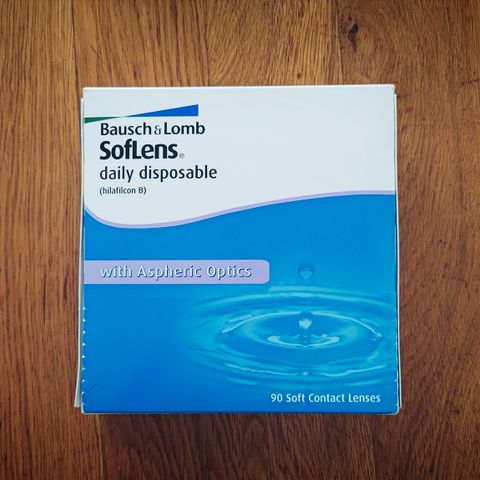 Bausch & Lomb
SofLens®
daily disposable
(hilafilcon B)
with Aspheric Optics
90 Soft Contact Lenses